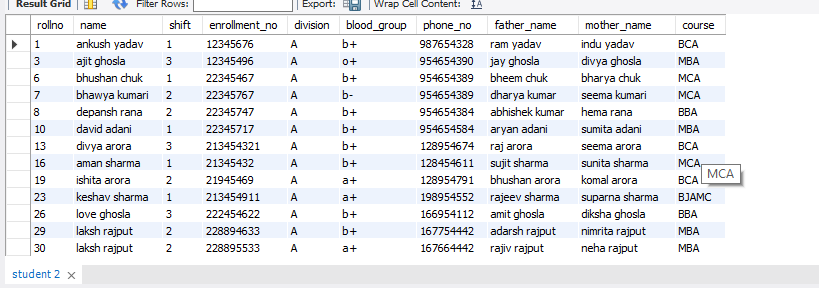 Result Grid Filter Rows: Export: Wrap Cell Content:
rollno name shift enrollment_no division blood_group phone_no father_name mother_name course
1 ankush yadav 1 12345676 A b+ 987654328 ram yadav indu yadav BCA
3 ajit ghosla 3 12345496 A o+ 954654390 jay ghosla divya ghosla MBA
6 bhushan chuk 1 22345467 A b+ 954654389 bheem chuk bharya chuk MCA
7 bhawya kumari 2 22345767 A b- 954654389 dharya kumar seema kumari MCA
8 depansh rana 2 22345747 A b+ 954654384 abhishek kumar hema rana BBA
10 david adani 1 22345717 A b+ 954654584 aryan adani sumita adani MBA
13 divya arora 3 213454321 A b+ 128954674 raj arora seema arora BCA
16 aman sharma 1 21345432 A b+ 128454611 sujit sharma sunita sharma MCA
MCA
19 ishita arora 2 21945469 A a+ 128954791 bhushan arora komal arora BCA
23 keshav sharma 1 213454911 A a+ 198954552 rajeev sharma suparna sharma BJAMC
26 love ghosla 3 222454622 A b+ 166954112 amit ghosla diksha ghosla BBA
29 laksh rajput 2 228894633 A b+ 167754442 adarsh rajput nimrita rajput MBA
30 laksh rajput 2 228895533 A a+ 167664442 rajiv rajput neha rajput MBA
student 2